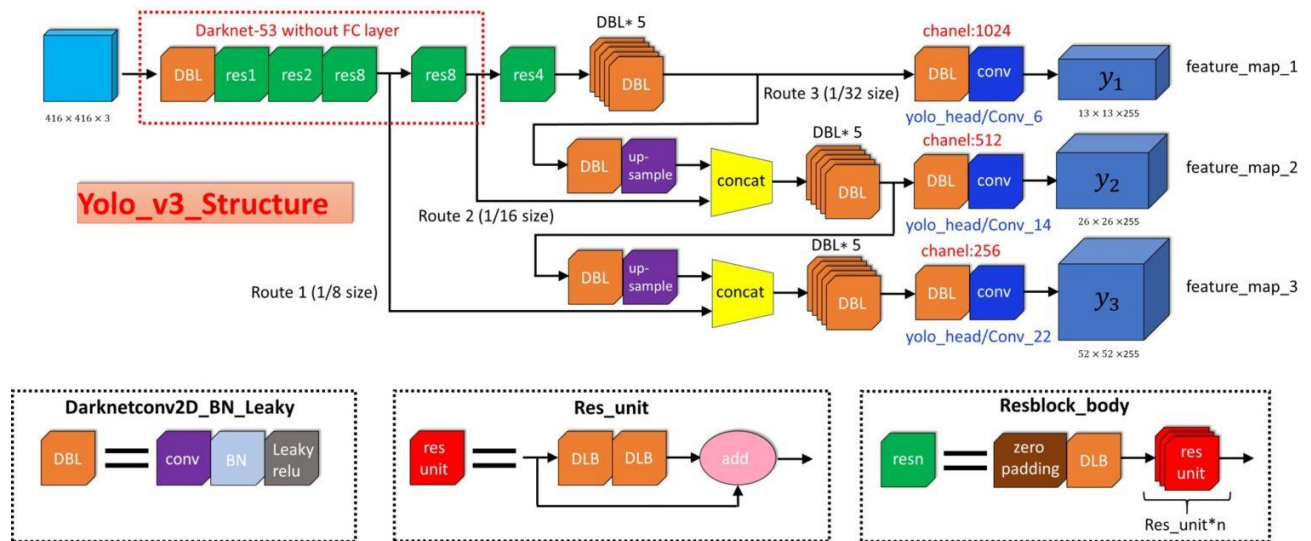 Darknet-53 without FC layer
DBL* 5
chanel:1024
DBL
res1
res2
res8
res8
res4
DBL
DBL
conv
y₁
feature_map_1
416 × 416 × 3
Route 3 (1/32 size)
yolo_head/Conv_6
13 × 13 ×255
DBL* 5
chanel:512
DBL
up-
sample
concat
DBL
DBL
conv
y₂
feature_map_2
Yolo_v3_Structure
Route 2 (1/16 size)
yolo_head/Conv_14
26 × 26 ×255
DBL* 5
chanel:256
DBL
up-
sample
Route 1 (1/8 size)
concat
DBL
DBL
conv
y₃
feature_map_3
yolo_head/Conv_22
52 × 52 ×255
Darknetconv2D_BN_Leaky
DBL
conv
BN
Leaky
relu
Res_unit
res
unit
DLB
DLB
add
Resblock_body
resn
zero
padding
DLB
res
unit
Res_unit*n